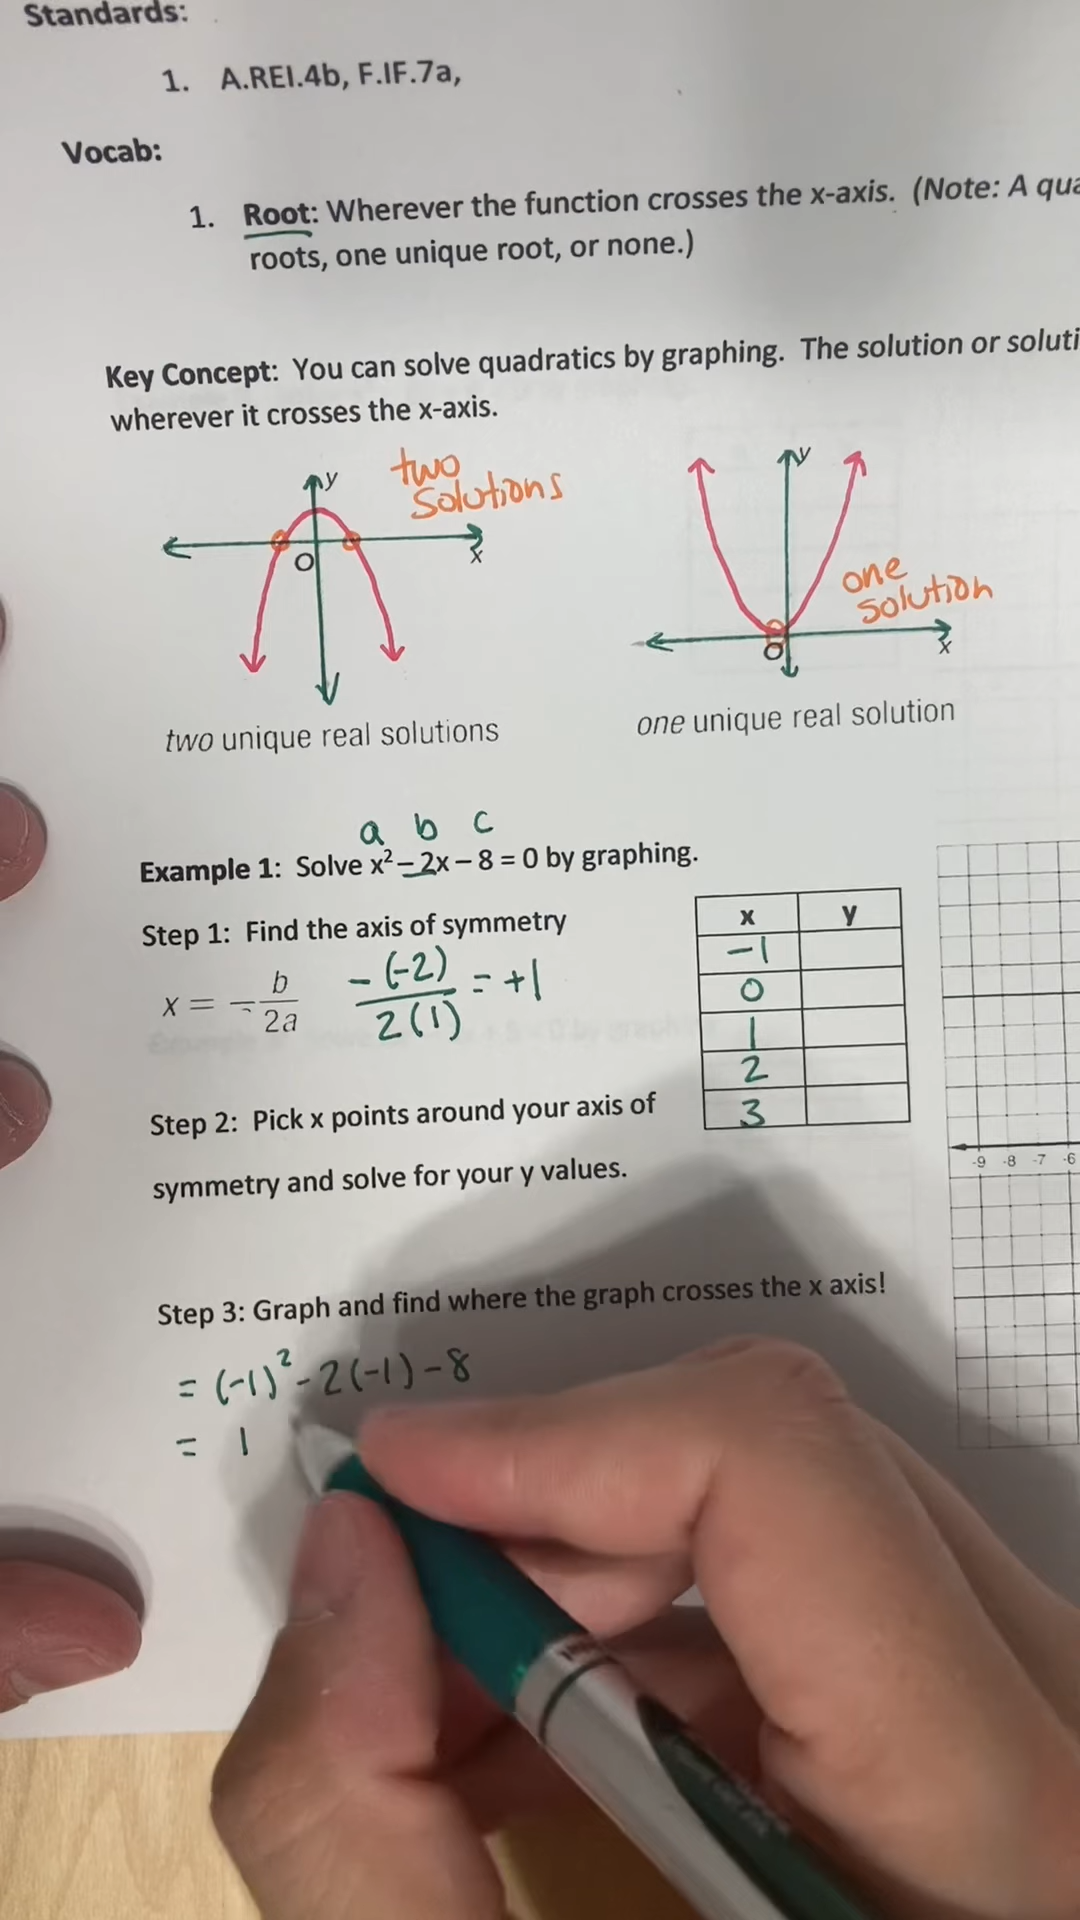 Standards:
1. A.REI.4b, F.IF.7a,
Vocab:
1. Root: Wherever the function crosses the x-axis. (Note: A
roots, one unique root, or none.)
Key Concept: You can solve quadratics by graphing. The solution or
wherever it crosses the x-axis.
y
two
solutions
O
x
two unique real solutions
y
one
solution
O
x
one unique real solution
a b c
Example 1: Solve x² – 2x – 8 = 0 by graphing.
Step 1: Find the axis of symmetry
x = -b/2a -(-2)/2(1) = +1
x y
-1
0
1
2
3
Step 2: Pick x points around your axis of
symmetry and solve for your y values.
-9 -8 -7 -6
Step 3: Graph and find where the graph crosses the x axis!
= (-1)² - 2(-1) - 8
= 1